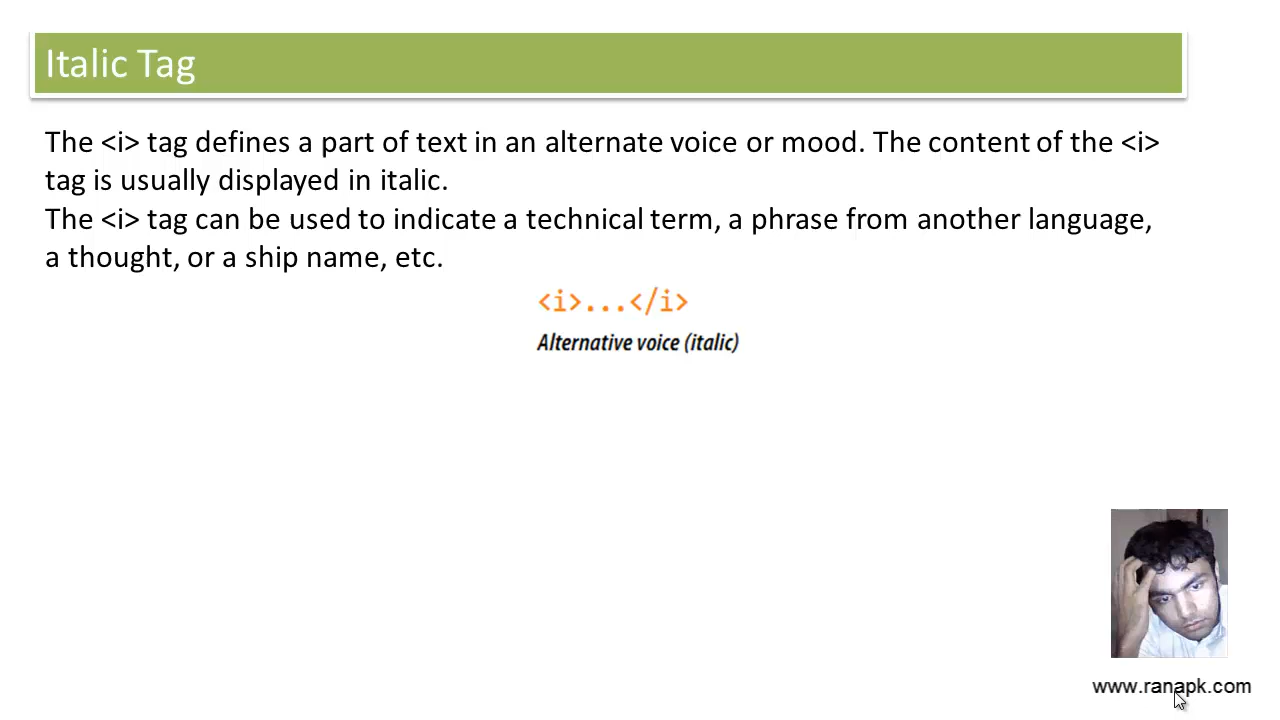 Italic Tag
The <i> tag defines a part of text in an alternate voice or mood. The content of the <i>
tag is usually displayed in italic.
The <i> tag can be used to indicate a technical term, a phrase from another language,
a thought, or a ship name, etc.
<i>...</i>
Alternative voice (italic)
www.ranapk.com